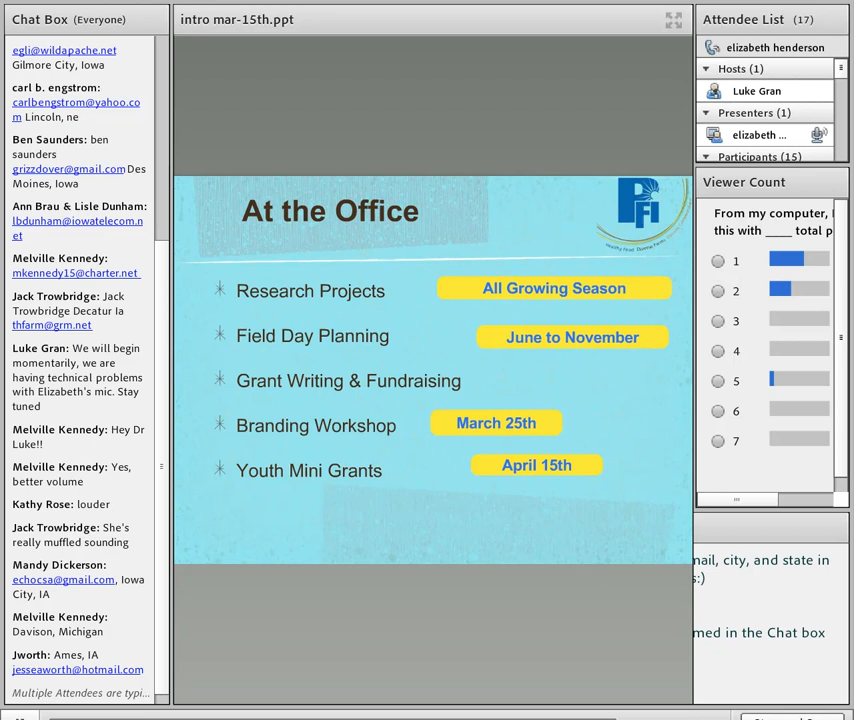 Chat Box (Everyone)
egli@wildapache.net
Gilmore City, Iowa
carl b. engstrom:
carlbengstrom@yahoo.co
m Lincoln, ne
Ben Saunders: ben
saunders
grizzdover@gmail.com Des
Moines, Iowa
Ann Brau & Lisle Dunham:
lbdunham@iowatelecom.n
et
Melville Kennedy:
mkennedy15@charter.net
Jack Trowbridge: Jack
Trowbridge Decatur Ia
thfarm@grm.net
Luke Gran: We will begin
momentarily, we are
having technical problems
with Elizabeth's mic. Stay
tuned
Melville Kennedy: Hey Dr
Luke!!
Melville Kennedy: Yes,
better volume
Kathy Rose: louder
Jack Trowbridge: She's
really muffled sounding
Mandy Dickerson:
echocsa@gmail.com, Iowa
City, IA
Melville Kennedy:
Davison, Michigan
Jworth: Ames, IA
jesseaworth@hotmail.com
Multiple Attendees are typi...
intro mar-15th.ppt
At the Office
PFI
Healthy Food. Diverse Farms.
Research Projects All Growing Season
Field Day Planning June to November
Grant Writing & Fundraising
Branding Workshop March 25th
Youth Mini Grants April 15th
Attendee List (17)
elizabeth henderson
Hosts (1)
Luke Gran
Presenters (1)
elizabeth ...
Participants (15)
Viewer Count
From my computer, I
this with ____ total p
1
2
3
4
5
6
7
mail, city, and state in
s:)
med in the Chat box